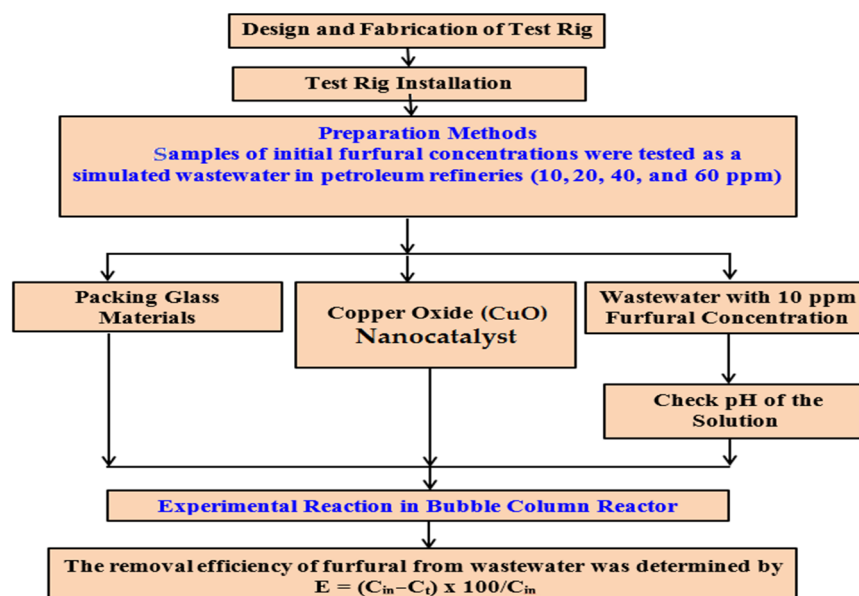 Design and Fabrication of Test Rig
Test Rig Installation
Preparation Methods
Samples of initial furfural concentrations were tested as a
simulated wastewater in petroleum refineries (10, 20, 40, and 60 ppm)
Packing Glass
Materials
Copper Oxide (CuO)
Nanocatalyst
Wastewater with 10 ppm
Furfural Concentration
Check pH of the
Solution
Experimental Reaction in Bubble Column Reactor
The removal efficiency of furfural from wastewater was determined by
E = (Cin–Ct) x 100/Cin